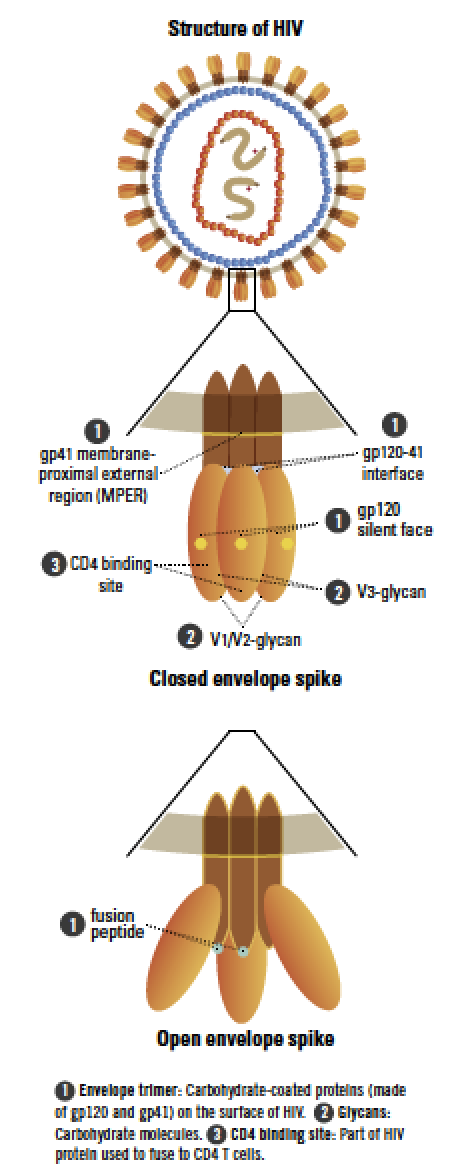 Structure of HIV
1
gp41 membrane-
proximal external
region (MPER)
1
gp120-41
interface
1 gp120
silent face
3 CD4 binding
site
2 V3-glycan
2 V1/V2-glycan
Closed envelope spike
1 fusion
peptide
Open envelope spike
1 Envelope trimer: Carbohydrate-coated proteins (made
of gp120 and gp41) on the surface of HIV. 2 Glycans:
Carbohydrate molecules. 3 CD4 binding site: Part of HIV
protein used to fuse to CD4 T cells.